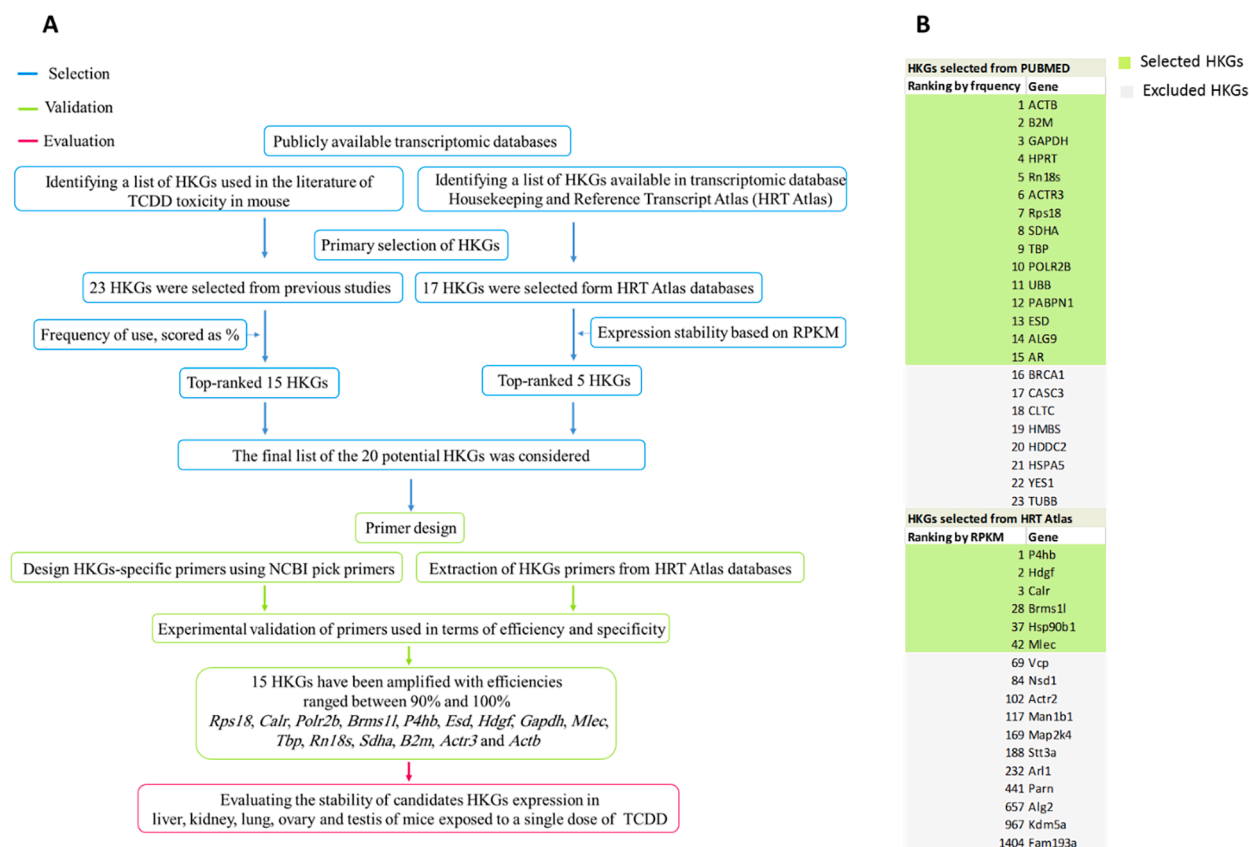 A
Selection
Validation
Evaluation
Publicly available transcriptomic databases
Identifying a list of HKGs used in the literature of
TCDD toxicity in mouse
Identifying a list of HKGs available in transcriptomic database
Housekeeping and Reference Transcript Atlas (HRT Atlas)
Primary selection of HKGs
23 HKGs were selected from previous studies
17 HKGs were selected form HRT Atlas databases
Frequency of use, scored as %
Expression stability based on RPKM
Top-ranked 15 HKGs
Top-ranked 5 HKGs
The final list of the 20 potential HKGs was considered
Primer design
Design HKGs-specific primers using NCBI pick primers
Extraction of HKGs primers from HRT Atlas databases
Experimental validation of primers used in terms of efficiency and specificity
15 HKGs have been amplified with efficiencies
ranged between 90% and 100%
Rps18, Calr, Polr2b, Brms1l, P4hb, Esd, Hdgf, Gapdh, Mlec,
Tbp, Rn18s, Sdha, B2m, Actr3 and Actb
Evaluating the stability of candidates HKGs expression in
liver, kidney, lung, ovary and testis of mice exposed to a single dose of TCDD
B
Selected HKGs
Excluded HKGs
HKGs selected from PUBMED
Ranking by frquency Gene
1 ACTB
2 B2M
3 GAPDH
4 HPRT
5 Rn18s
6 ACTR3
7 Rps18
8 SDHA
9 TBP
10 POLR2B
11 UBB
12 PABPN1
13 ESD
14 ALG9
15 AR
16 BRCA1
17 CASC3
18 CLTC
19 HMBS
20 HDDC2
21 HSPA5
22 YES1
23 TUBB
HKGs selected from HRT Atlas
Ranking by RPKM Gene
1 P4hb
2 Hdgf
3 Calr
28 Brms1l
37 Hsp90b1
42 Mlec
69 Vcp
84 Nsd1
102 Actr2
117 Man1b1
169 Map2k4
188 Stt3a
232 Arl1
441 Parn
657 Alg2
967 Kdm5a
1404 Fam193a